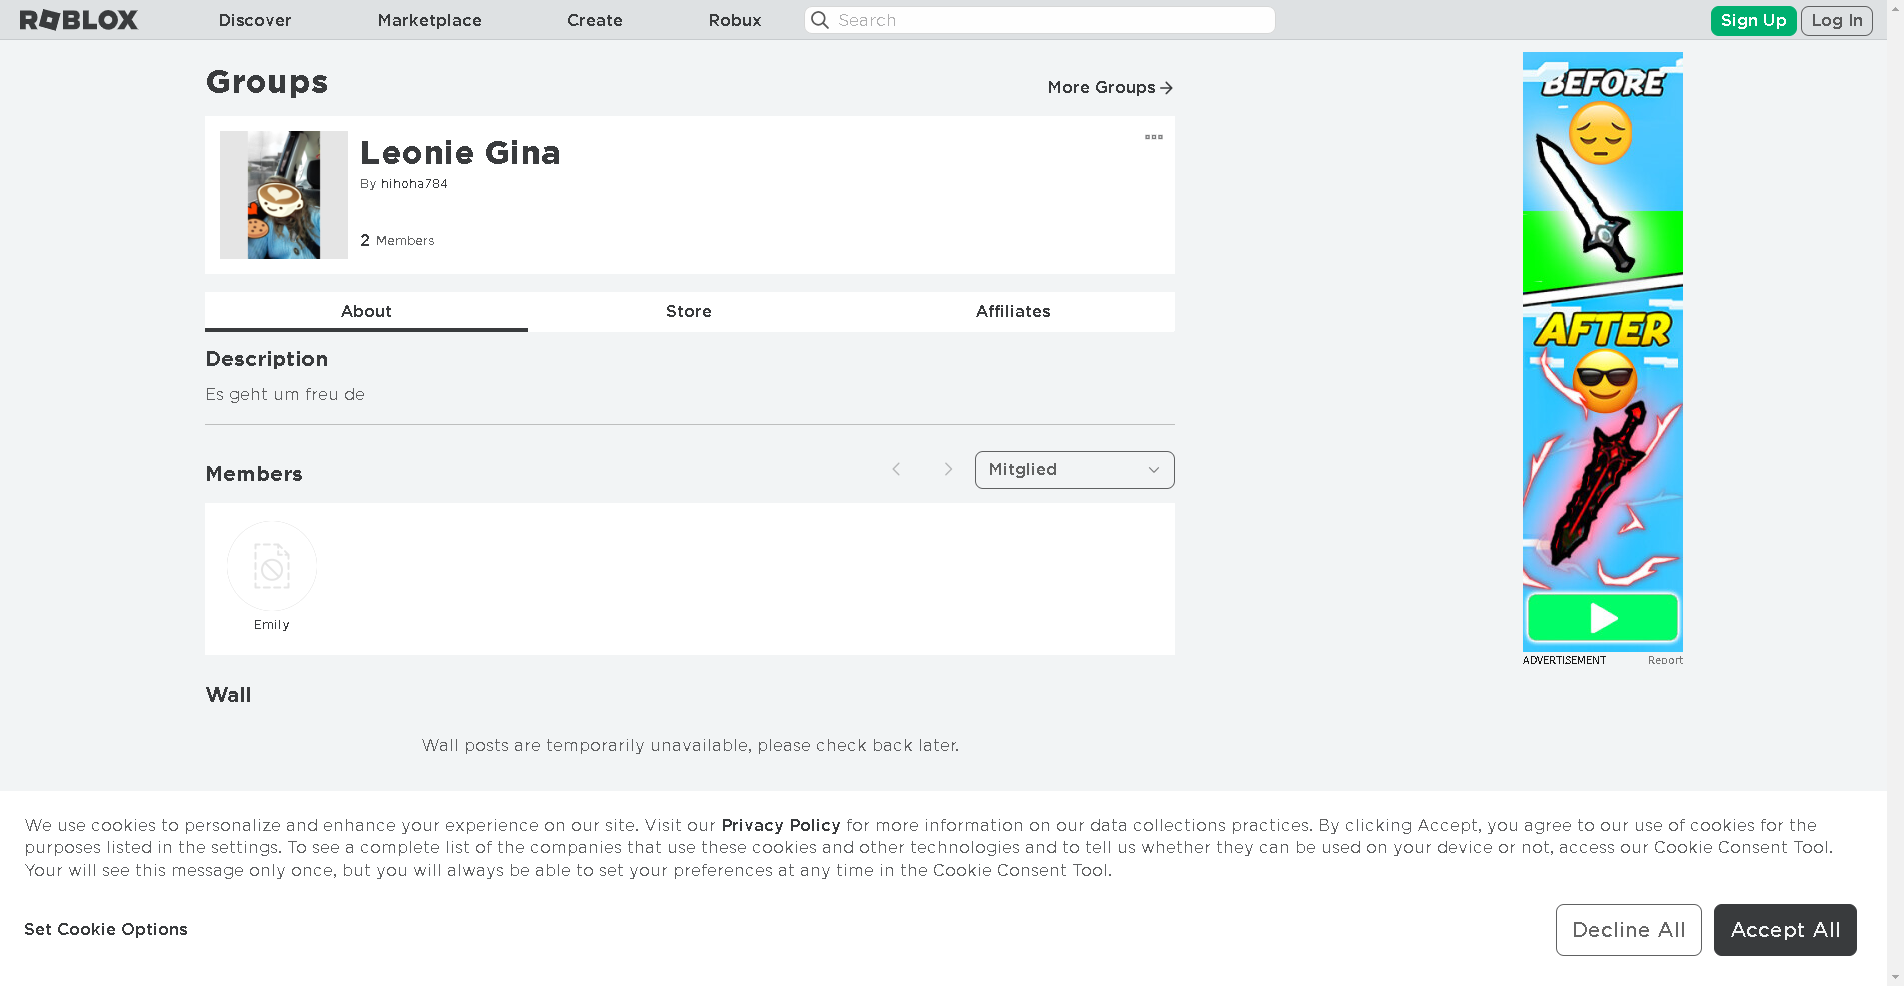 ROBLOX
Discover
Marketplace
Create
Robux
Search
Sign Up
Log In
Groups
More Groups
Leonie Gina
By hihoha784
2 Members
About
Store
Affiliates
Description
Es geht um freu de
Members
Mitglied
Emily
Wall
Wall posts are temporarily unavailable, please check back later.
BEFORE
AFTER
ADVERTISEMENT
Report
We use cookies to personalize and enhance your experience on our site. Visit our Privacy Policy for more information on our data collections practices. By clicking Accept, you agree to our use of cookies for the
purposes listed in the settings. To see a complete list of the companies that use these cookies and other technologies and to tell us whether they can be used on your device or not, access our Cookie Consent Tool.
Your will see this message only once, but you will always be able to set your preferences at any time in the Cookie Consent Tool.
Set Cookie Options
Decline All
Accept All